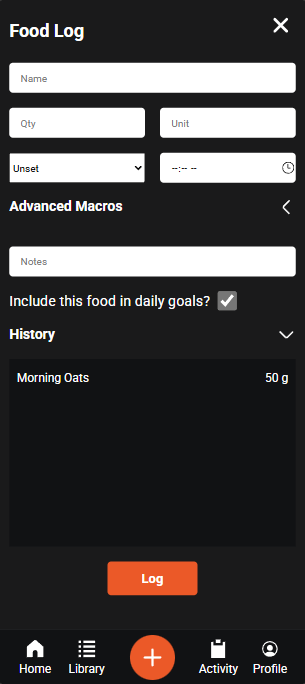 Food Log
Name
Qty Unit
Unset --:-- --
Advanced Macros
Notes
Include this food in daily goals?
History
Morning Oats 50 g
Log
Home Library Activity Profile